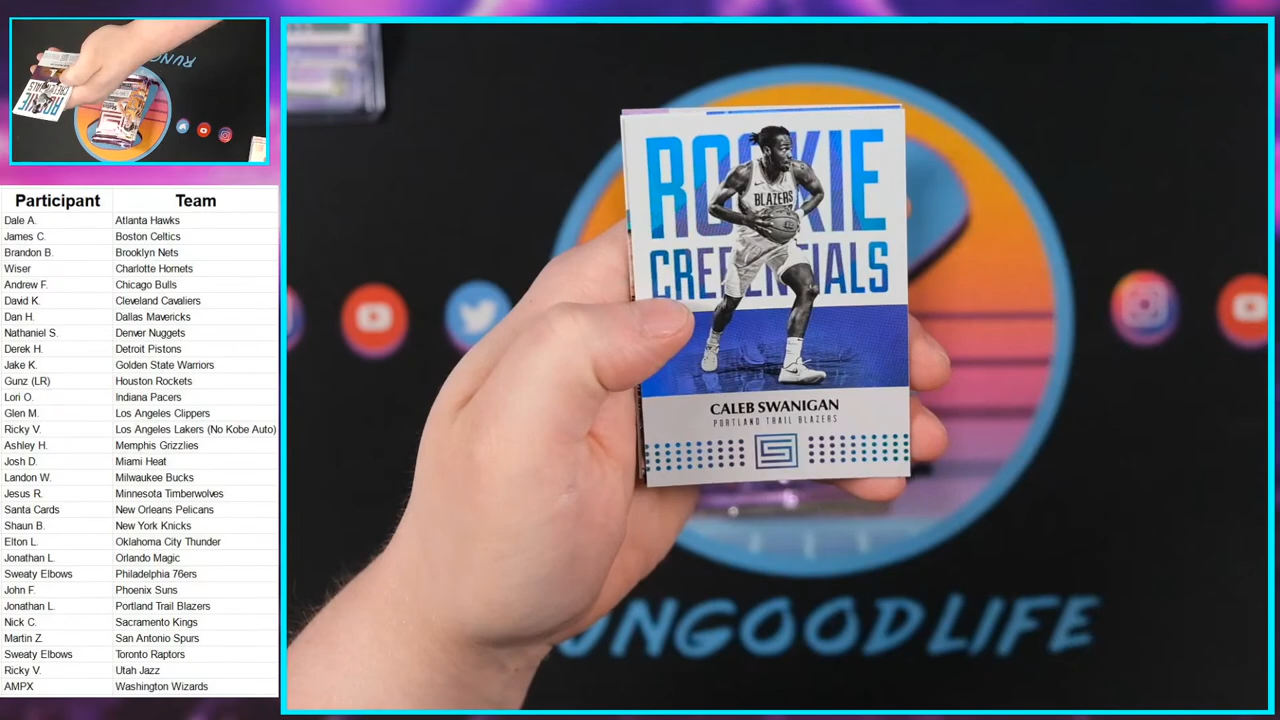 Participant Team
Dale A. Atlanta Hawks
James C. Boston Celtics
Brandon B. Brooklyn Nets
Wiser Charlotte Hornets
Andrew F. Chicago Bulls
David K. Cleveland Cavaliers
Dan H. Dallas Mavericks
Nathaniel S. Denver Nuggets
Derek H. Detroit Pistons
Jake K. Golden State Warriors
Gunz (LR) Houston Rockets
Lori O. Indiana Pacers
Glen M. Los Angeles Clippers
Ricky V. Los Angeles Lakers (No Kobe Auto)
Ashley H. Memphis Grizzlies
Josh D. Miami Heat
Landon W. Milwaukee Bucks
Jesus R. Minnesota Timberwolves
Santa Cards New Orleans Pelicans
Shaun B. New York Knicks
Elton L. Oklahoma City Thunder
Jonathan L. Orlando Magic
Sweaty Elbows Philadelphia 76ers
John F. Phoenix Suns
Jonathan L. Portland Trail Blazers
Nick C. Sacramento Kings
Martin Z. San Antonio Spurs
Sweaty Elbows Toronto Raptors
Ricky V. Utah Jazz
AMPX Washington Wizards
ROOKIE
BLAZERS
CREDENTIALS
CALEB SWANIGAN
PORTLAND TRAIL BLAZERS
RUNGOODLIFE